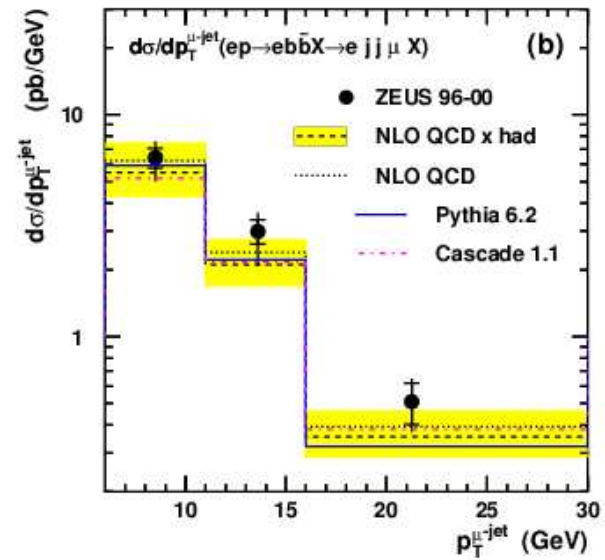 dσ/dp_T^μ-jet(ep→ebb̄X→e j j μ X) (b)
dσ/dp_T^μ-jet (pb/GeV)
ZEUS 96-00
NLO QCD x had
NLO QCD
Pythia 6.2
Cascade 1.1
10
1
10 15 20 25 30
p_T^μ-jet (GeV)